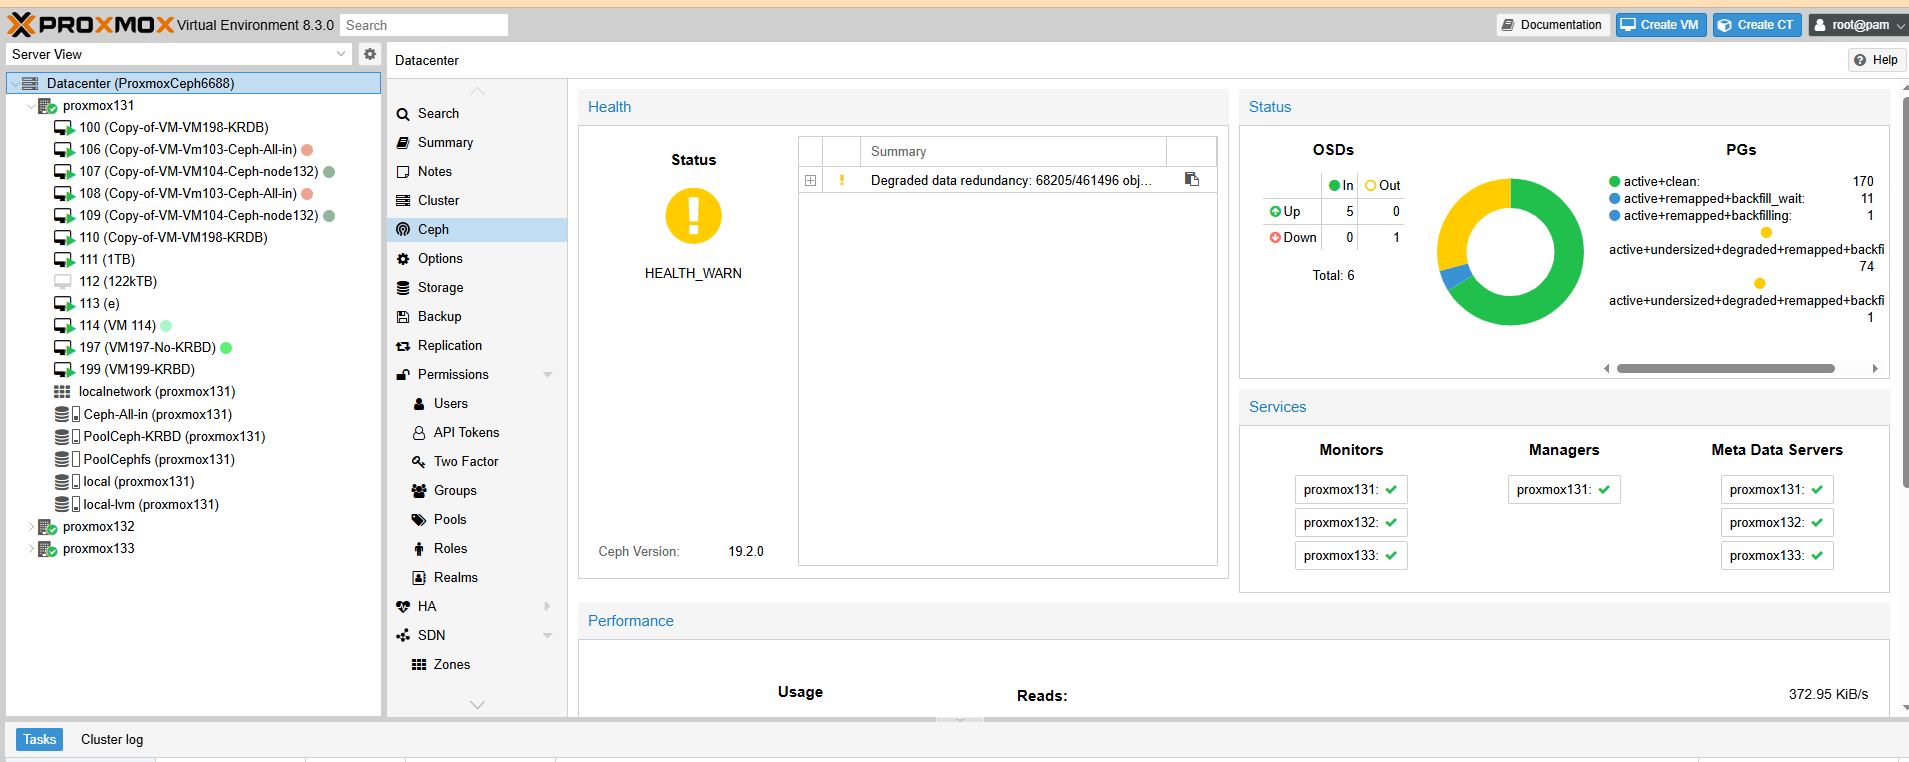 PROXMOX Virtual Environment 8.3.0 Search Documentation Create VM Create CT root@pam
Server View
Datacenter (ProxmoxCeph6688)
proxmox131
100 (Copy-of-VM-VM198-KRDB)
106 (Copy-of-VM-Vm103-Ceph-All-in)
107 (Copy-of-VM-VM104-Ceph-node132)
108 (Copy-of-VM-Vm103-Ceph-All-in)
109 (Copy-of-VM-VM104-Ceph-node132)
110 (Copy-of-VM-VM198-KRDB)
111 (1TB)
112 (122kTB)
113 (e)
114 (VM 114)
197 (VM197-No-KRBD)
199 (VM199-KRBD)
localnetwork (proxmox131)
Ceph-All-in (proxmox131)
PoolCeph-KRBD (proxmox131)
PoolCephfs (proxmox131)
local (proxmox131)
local-lvm (proxmox131)
proxmox132
proxmox133
Datacenter
Help
Search
Summary
Notes
Cluster
Ceph
Options
Storage
Backup
Replication
Permissions
Users
API Tokens
Two Factor
Groups
Pools
Roles
Realms
HA
SDN
Zones
Health
Status
HEALTH_WARN
Summary
Degraded data redundancy: 68205/461496 obj...
Ceph Version: 19.2.0
Status
OSDs
In Out
Up 5 0
Down 0 1
Total: 6
PGs
active+clean: 170
active+remapped+backfill_wait: 11
active+remapped+backfilling: 1
active+undersized+degraded+remapped+backfi
74
active+undersized+degraded+remapped+backfi
1
Services
Monitors
proxmox131:
proxmox132:
proxmox133:
Managers
proxmox131:
Meta Data Servers
proxmox131:
proxmox132:
proxmox133:
Performance
Usage
Reads: 372.95 KiB/s
Tasks Cluster log